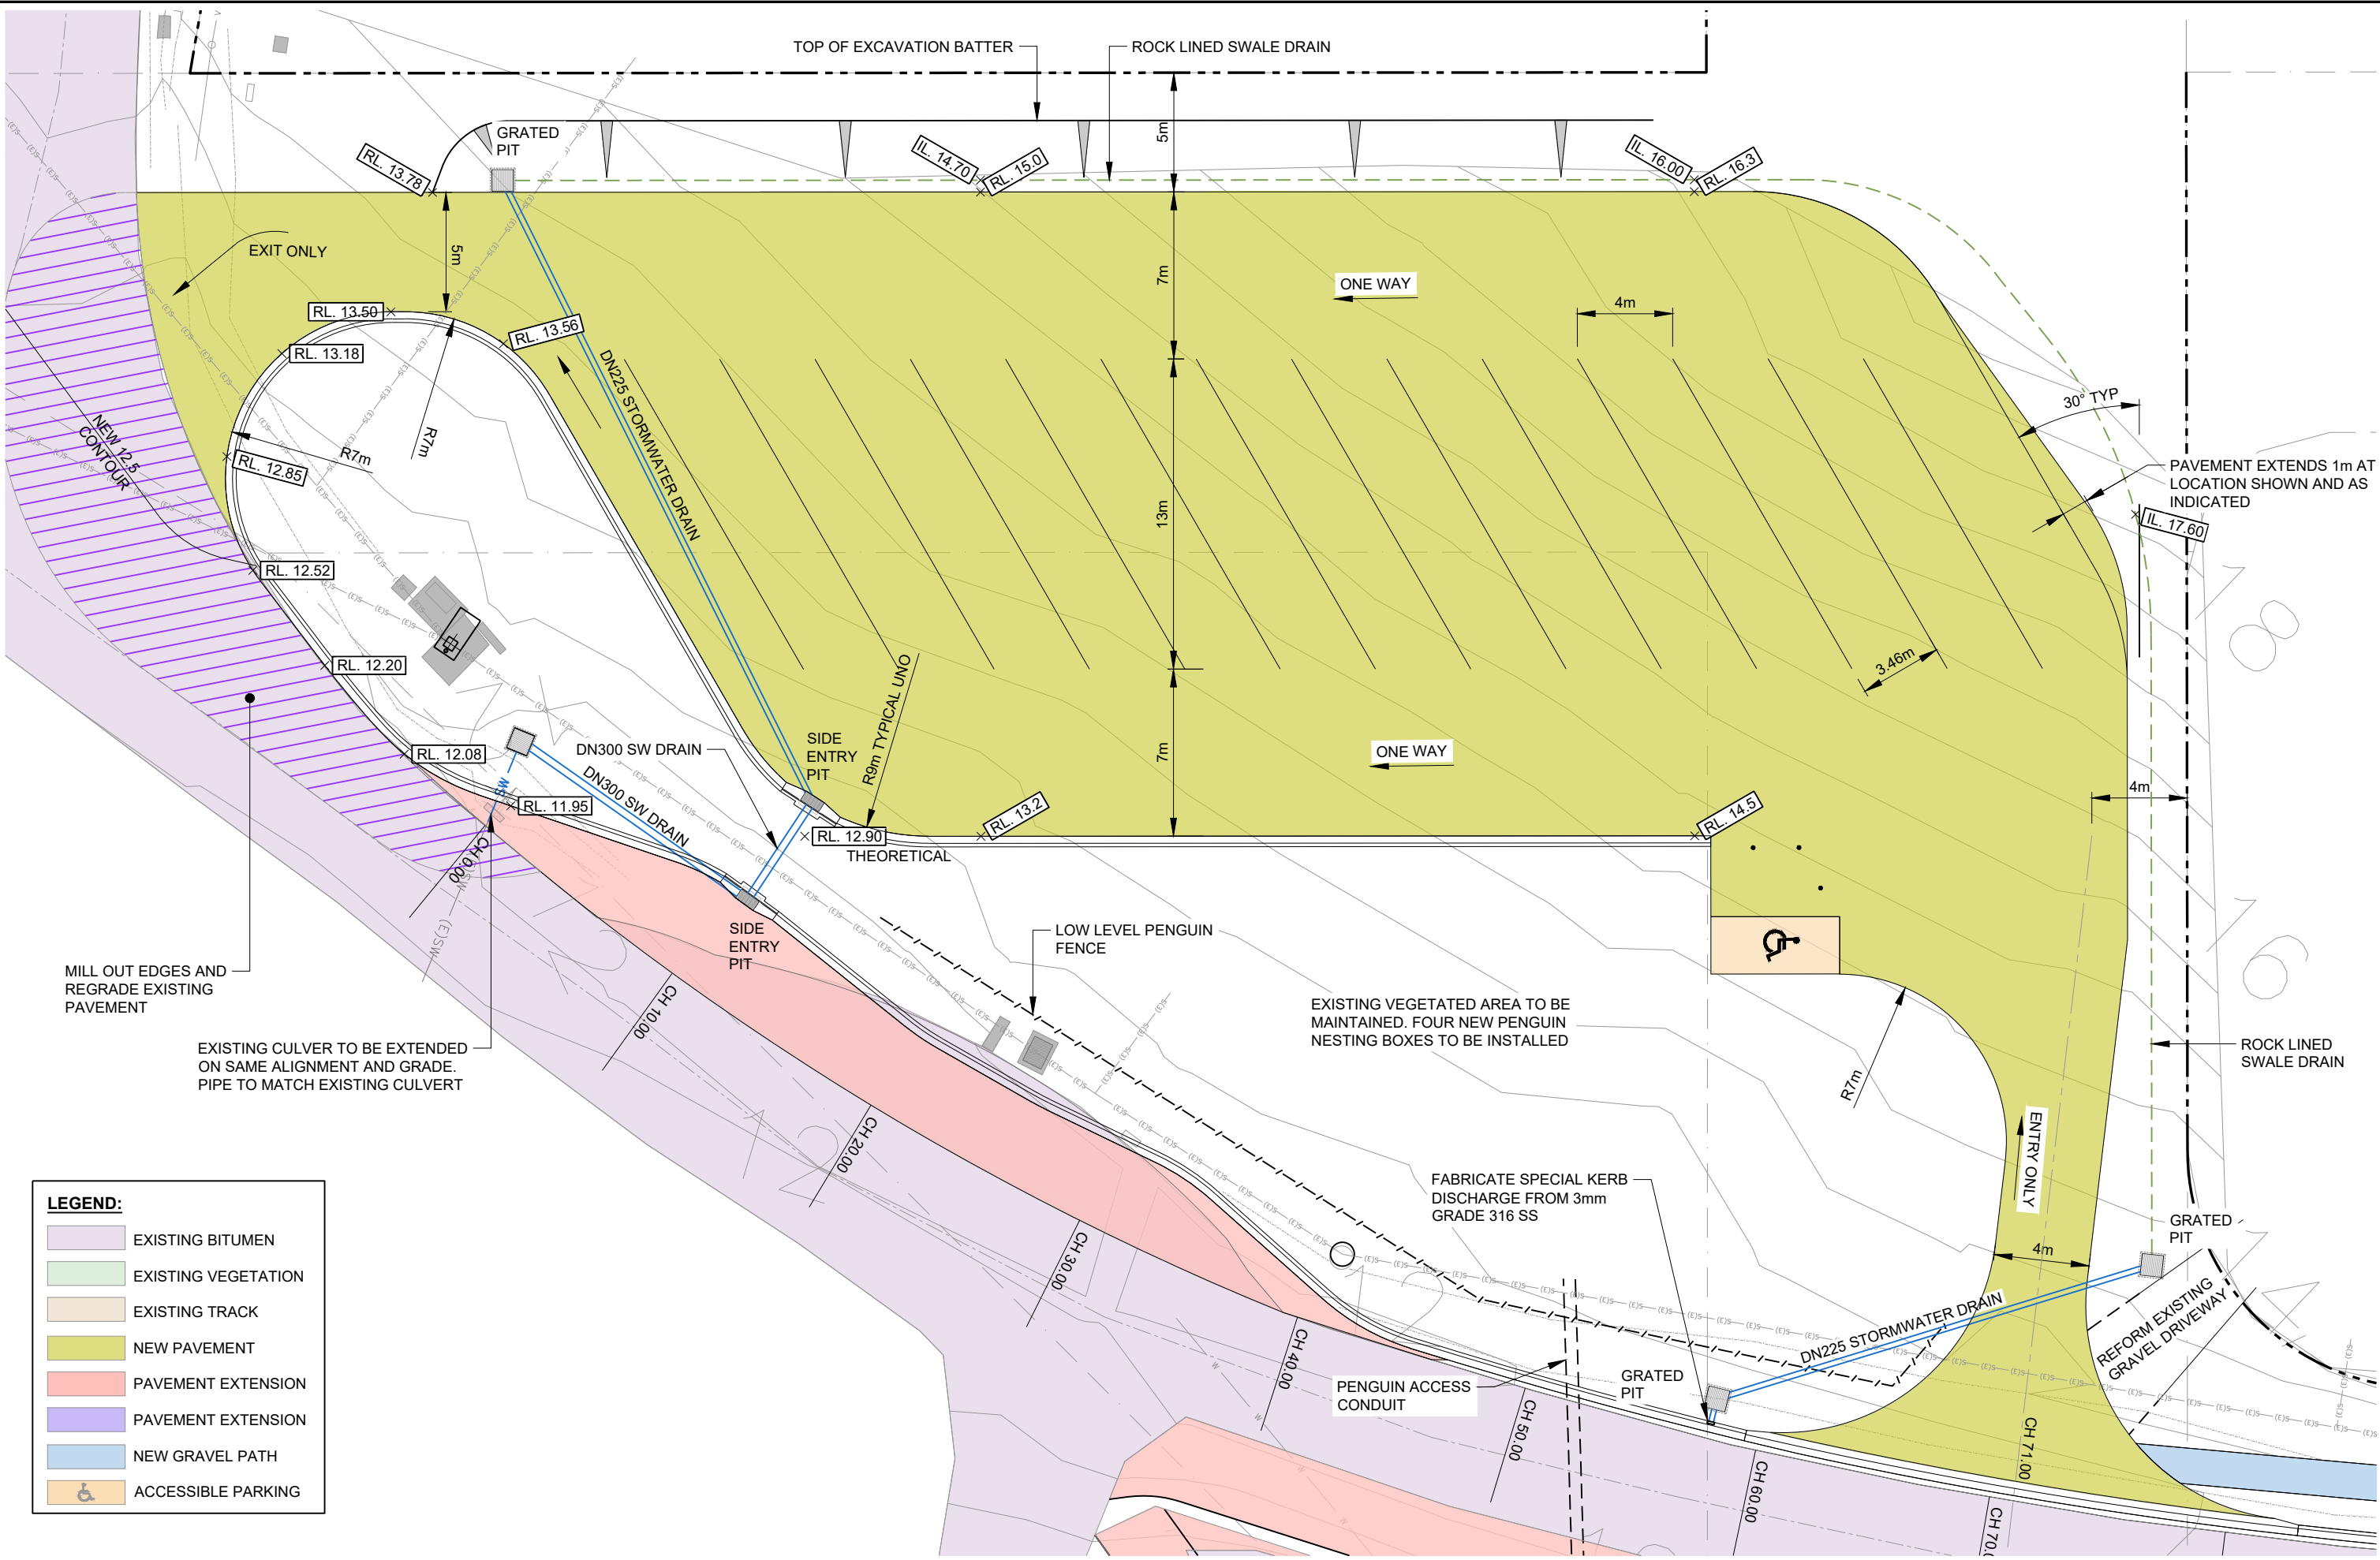 TOP OF EXCAVATION BATTER
ROCK LINED SWALE DRAIN
GRATED
PIT
5m
RL. 13.78
IL. 14.70
RL. 15.0
IL. 16.00
RL. 16.3
EXIT ONLY
5m
7m
ONE WAY
4m
RL. 13.50
RL. 13.56
RL. 13.18
DN225 STORMWATER DRAIN
30° TYP
NEW 12.5
CONTOUR
R7m
R7m
RL. 12.85
PAVEMENT EXTENDS 1m AT
LOCATION SHOWN AND AS
INDICATED
IL. 17.60
13m
RL. 12.52
18
RL. 12.20
3.46m
R9m TYPICAL UNO
SIDE
ENTRY
PIT
DN300 SW DRAIN
DN300 SW DRAIN
RL. 12.08
SW
RL. 11.95
7m
ONE WAY
4m
RL. 12.90
THEORETICAL
RL. 13.2
RL. 14.5
CH 0.00
(E)SW
(E)SW
SIDE
ENTRY
PIT
LOW LEVEL PENGUIN
FENCE
16
MILL OUT EDGES AND
REGRADE EXISTING
PAVEMENT
CH 10.00
EXISTING VEGETATED AREA TO BE
MAINTAINED. FOUR NEW PENGUIN
NESTING BOXES TO BE INSTALLED
EXISTING CULVER TO BE EXTENDED
ON SAME ALIGNMENT AND GRADE.
PIPE TO MATCH EXISTING CULVERT
ROCK LINED
SWALE DRAIN
R7m
CH 20.00
12
ENTRY ONLY
FABRICATE SPECIAL KERB
DISCHARGE FROM 3mm
GRADE 316 SS
GRATED
PIT
LEGEND:
EXISTING BITUMEN
EXISTING VEGETATION
EXISTING TRACK
NEW PAVEMENT
PAVEMENT EXTENSION
PAVEMENT EXTENSION
NEW GRAVEL PATH
ACCESSIBLE PARKING
CH 30.00
4m
DN225 STORMWATER DRAIN
REFORM EXISTING
GRAVEL DRIVEWAY
CH 40.00
PENGUIN ACCESS
CONDUIT
GRATED
PIT
CH 50.00
CH 71.00
CH 60.00
CH 70.0